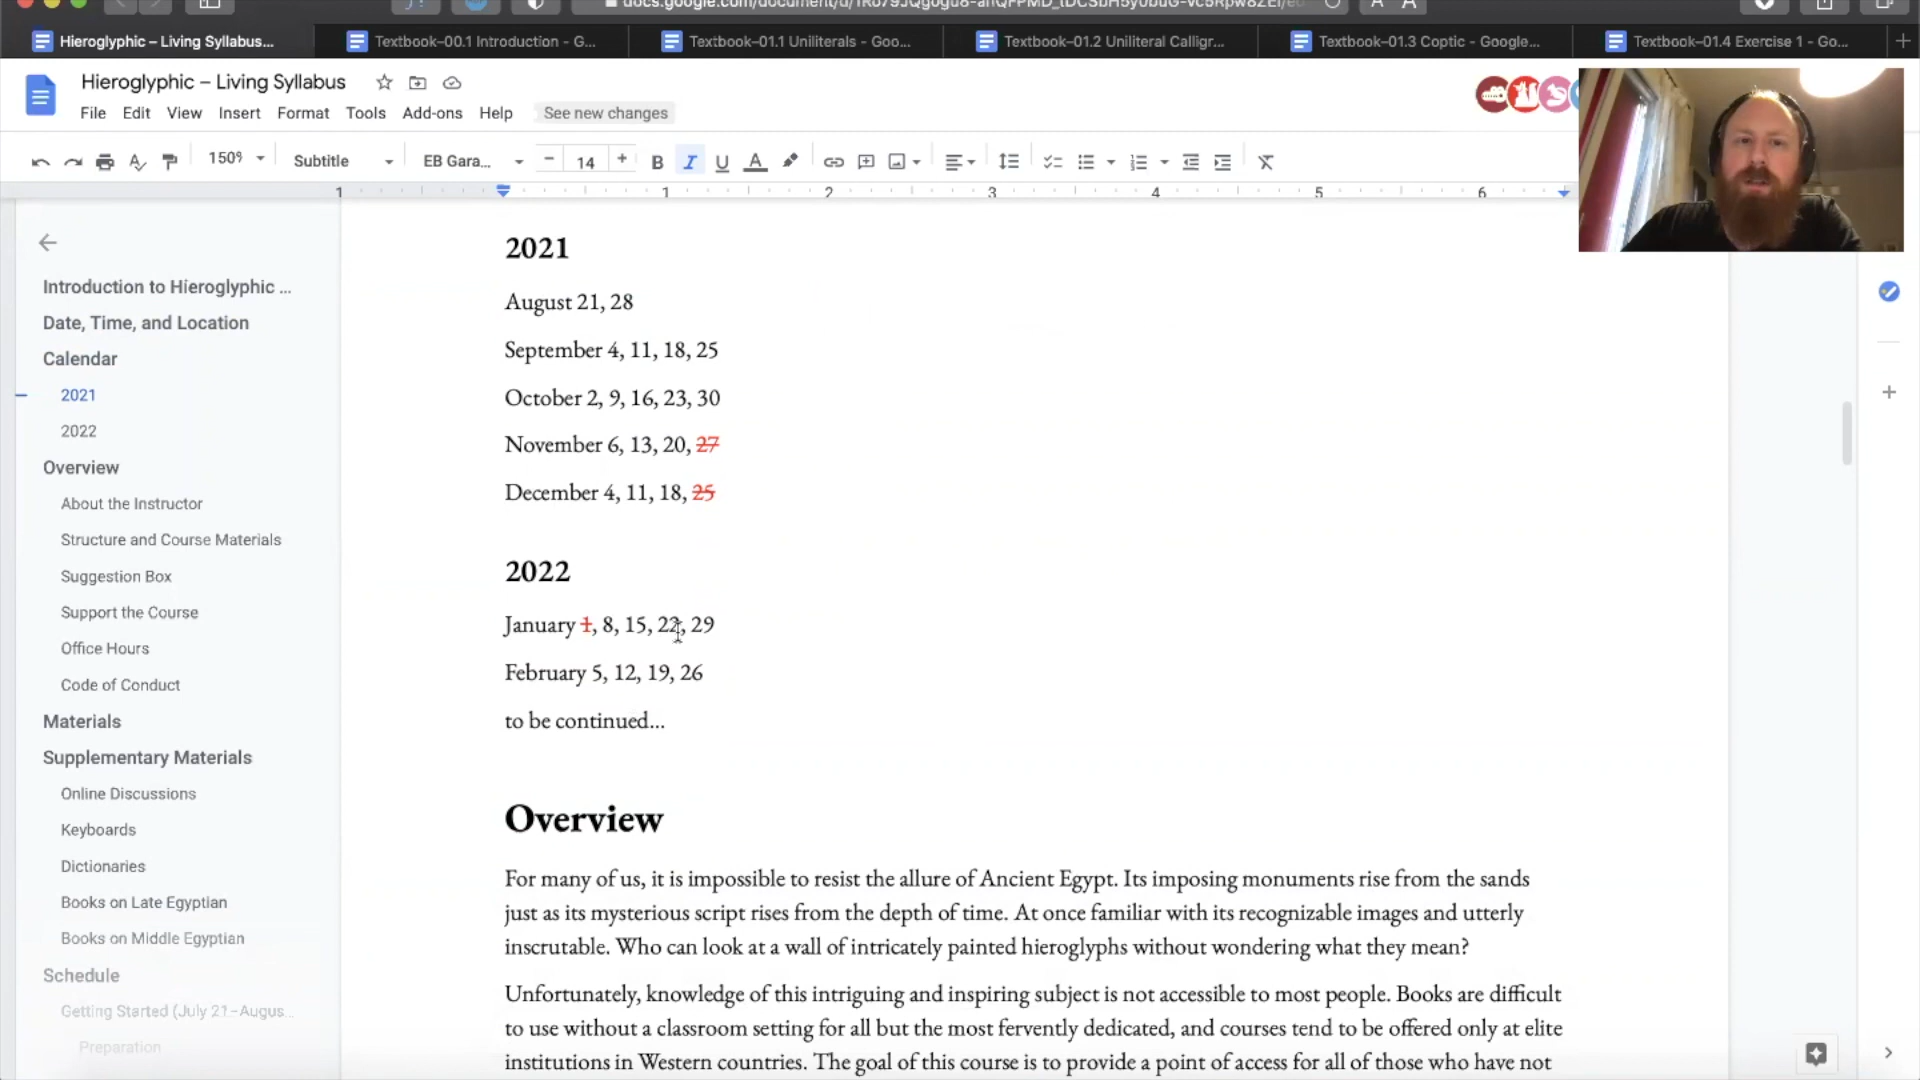 Hieroglyphic – Living Syllabus...
Textbook–00.1 Introduction - G...
Textbook–01.1 Uniliterals - Goo...
Textbook–01.2 Uniliteral Calligr...
Textbook–01.3 Coptic - Google...
Textbook–01.4 Exercise 1 - Go...
Hieroglyphic – Living Syllabus
File Edit View Insert Format Tools Add-ons Help See new changes
150% Subtitle EB Gara... 14 B I U A
1 1 2 3 4 5 6
Introduction to Hieroglyphic ...
Date, Time, and Location
Calendar
2021
2022
Overview
About the Instructor
Structure and Course Materials
Suggestion Box
Support the Course
Office Hours
Code of Conduct
Materials
Supplementary Materials
Online Discussions
Keyboards
Dictionaries
Books on Late Egyptian
Books on Middle Egyptian
Schedule
Getting Started (July 21–Augus...
Preparation
2021
August 21, 28
September 4, 11, 18, 25
October 2, 9, 16, 23, 30
November 6, 13, 20, 27
December 4, 11, 18, 25
2022
January 1, 8, 15, 22, 29
February 5, 12, 19, 26
to be continued...
Overview
For many of us, it is impossible to resist the allure of Ancient Egypt. Its imposing monuments rise from the sands
just as its mysterious script rises from the depth of time. At once familiar with its recognizable images and utterly
inscrutable. Who can look at a wall of intricately painted hieroglyphs without wondering what they mean?
Unfortunately, knowledge of this intriguing and inspiring subject is not accessible to most people. Books are difficult
to use without a classroom setting for all but the most fervently dedicated, and courses tend to be offered only at elite
institutions in Western countries. The goal of this course is to provide a point of access for all of those who have not